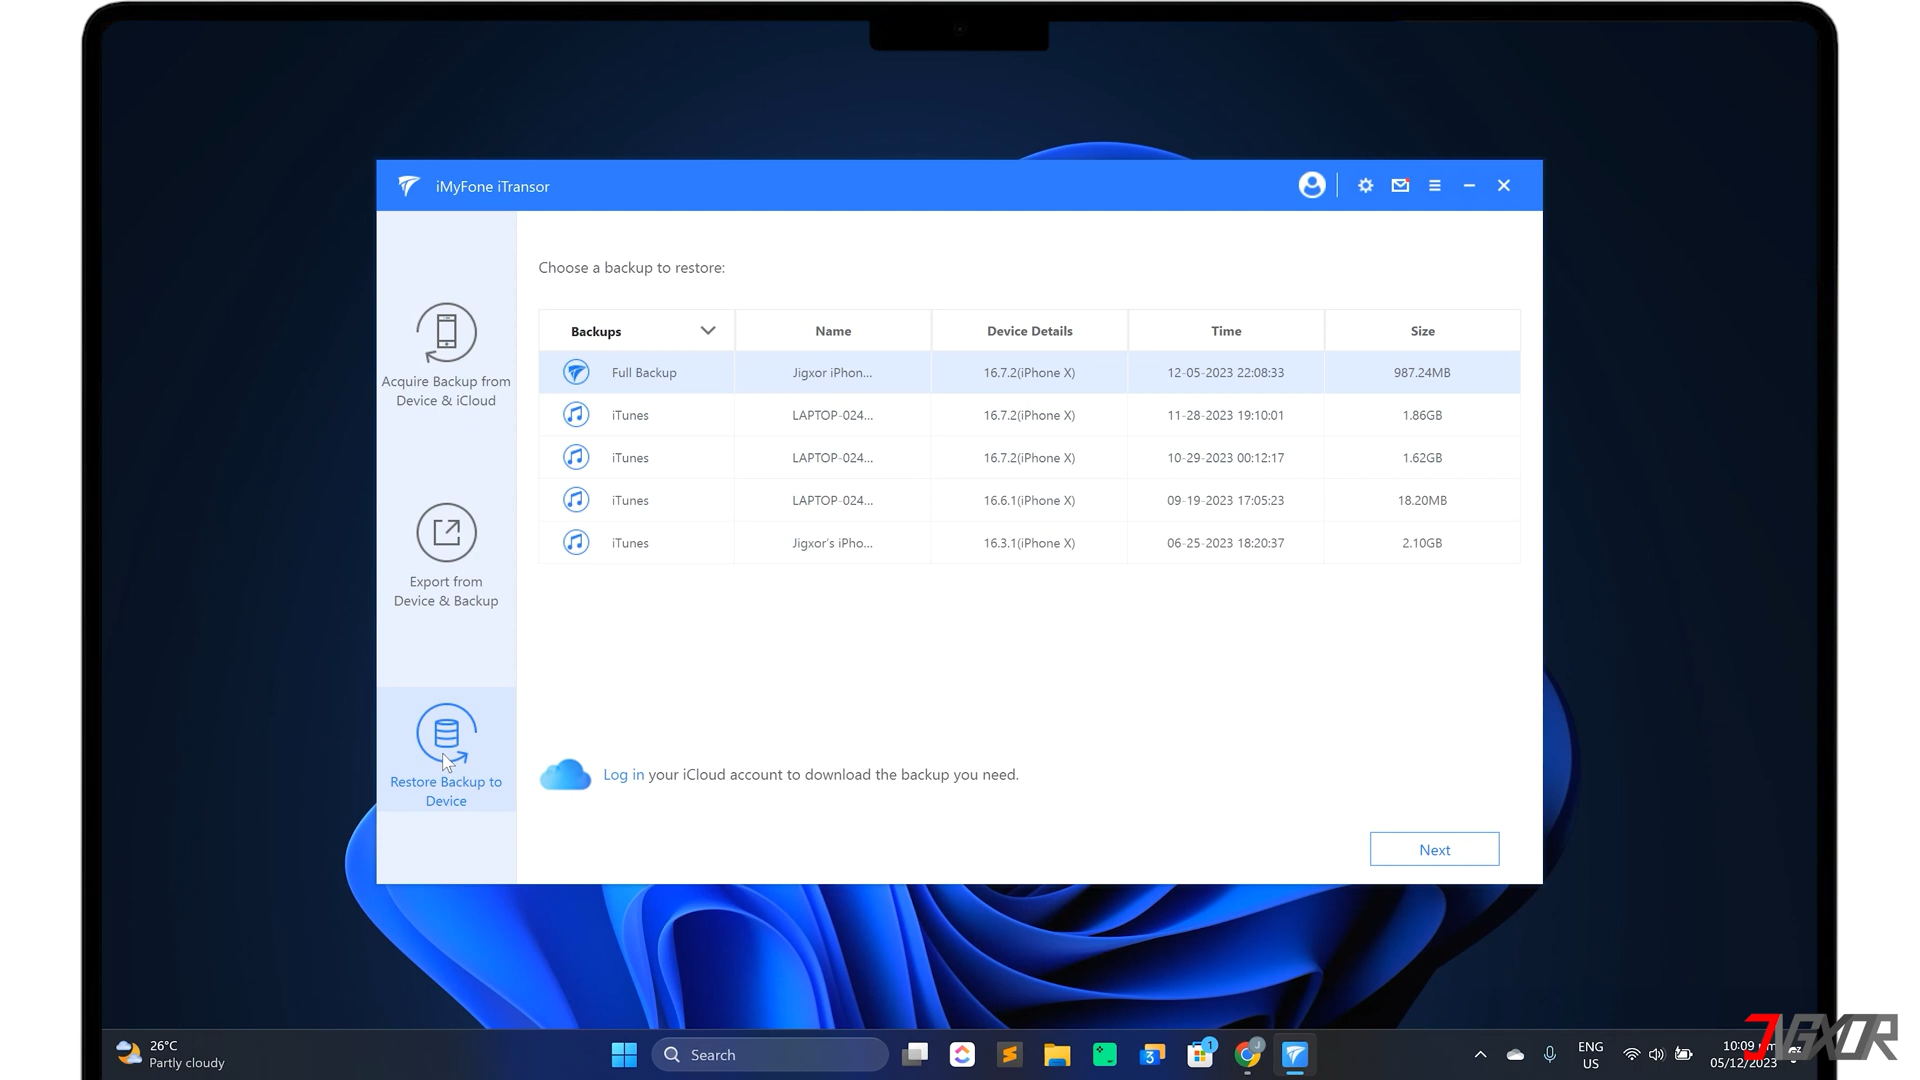 iMyFone iTransor
Acquire Backup from
Device & iCloud
Export from
Device & Backup
Restore Backup to
Device
Choose a backup to restore:
Backups Name Device Details Time Size
Full Backup Jigxor iPhon... 16.7.2(iPhone X) 12-05-2023 22:08:33 987.24MB
iTunes LAPTOP-024... 16.7.2(iPhone X) 11-28-2023 19:10:01 1.86GB
iTunes LAPTOP-024... 16.7.2(iPhone X) 10-29-2023 00:12:17 1.62GB
iTunes LAPTOP-024... 16.6.1(iPhone X) 09-19-2023 17:05:23 18.20MB
iTunes Jigxor's iPho... 16.3.1(iPhone X) 06-25-2023 18:20:37 2.10GB
Log in your iCloud account to download the backup you need.
Next
26°C
Partly cloudy
Search
3
1
J
ENG
US
10:09
05/12/2023
JIGXOR